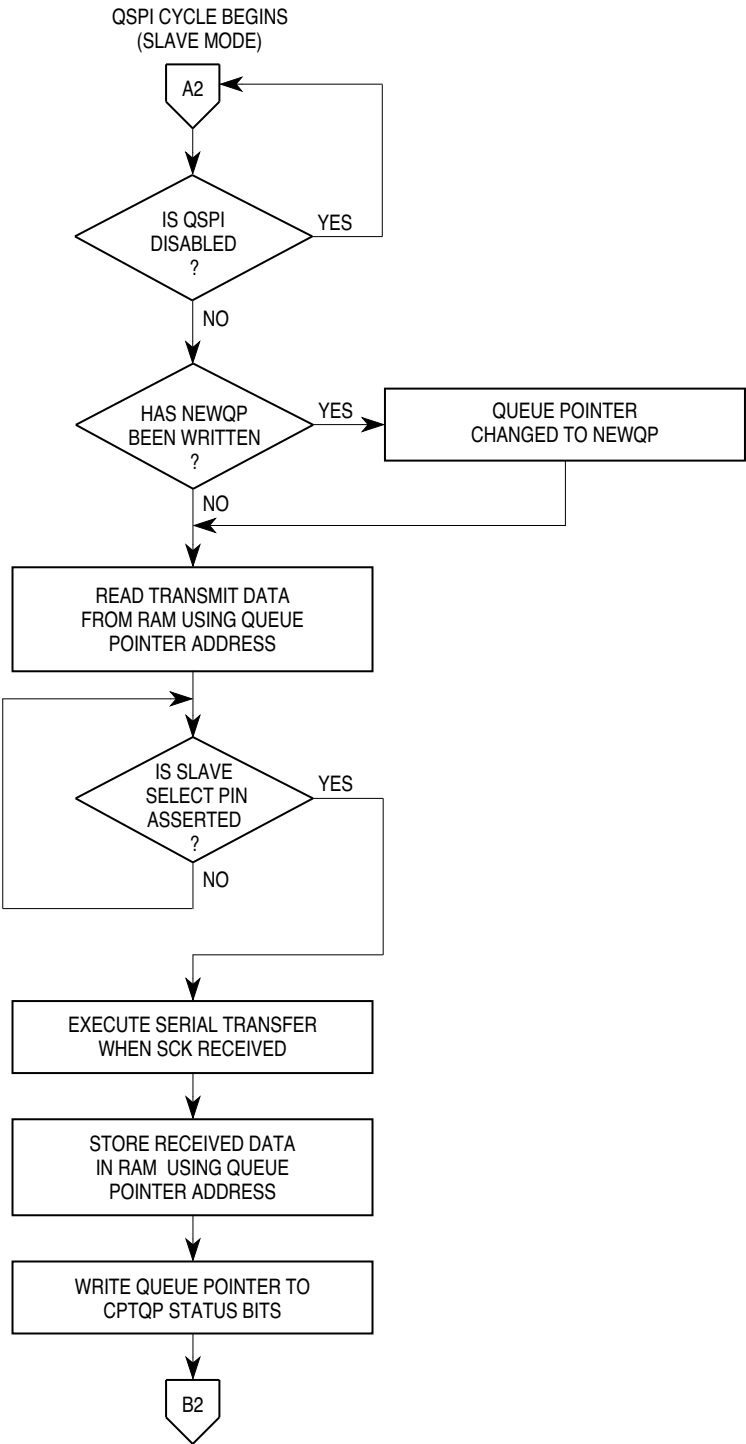 QSPI CYCLE BEGINS
(SLAVE MODE)
A2
IS QSPI
DISABLED
?
YES
NO
HAS NEWQP
BEEN WRITTEN
?
YES
QUEUE POINTER
CHANGED TO NEWQP
NO
READ TRANSMIT DATA
FROM RAM USING QUEUE
POINTER ADDRESS
IS SLAVE
SELECT PIN
ASSERTED
?
YES
NO
EXECUTE SERIAL TRANSFER
WHEN SCK RECEIVED
STORE RECEIVED DATA
IN RAM USING QUEUE
POINTER ADDRESS
WRITE QUEUE POINTER TO
CPTQP STATUS BITS
B2